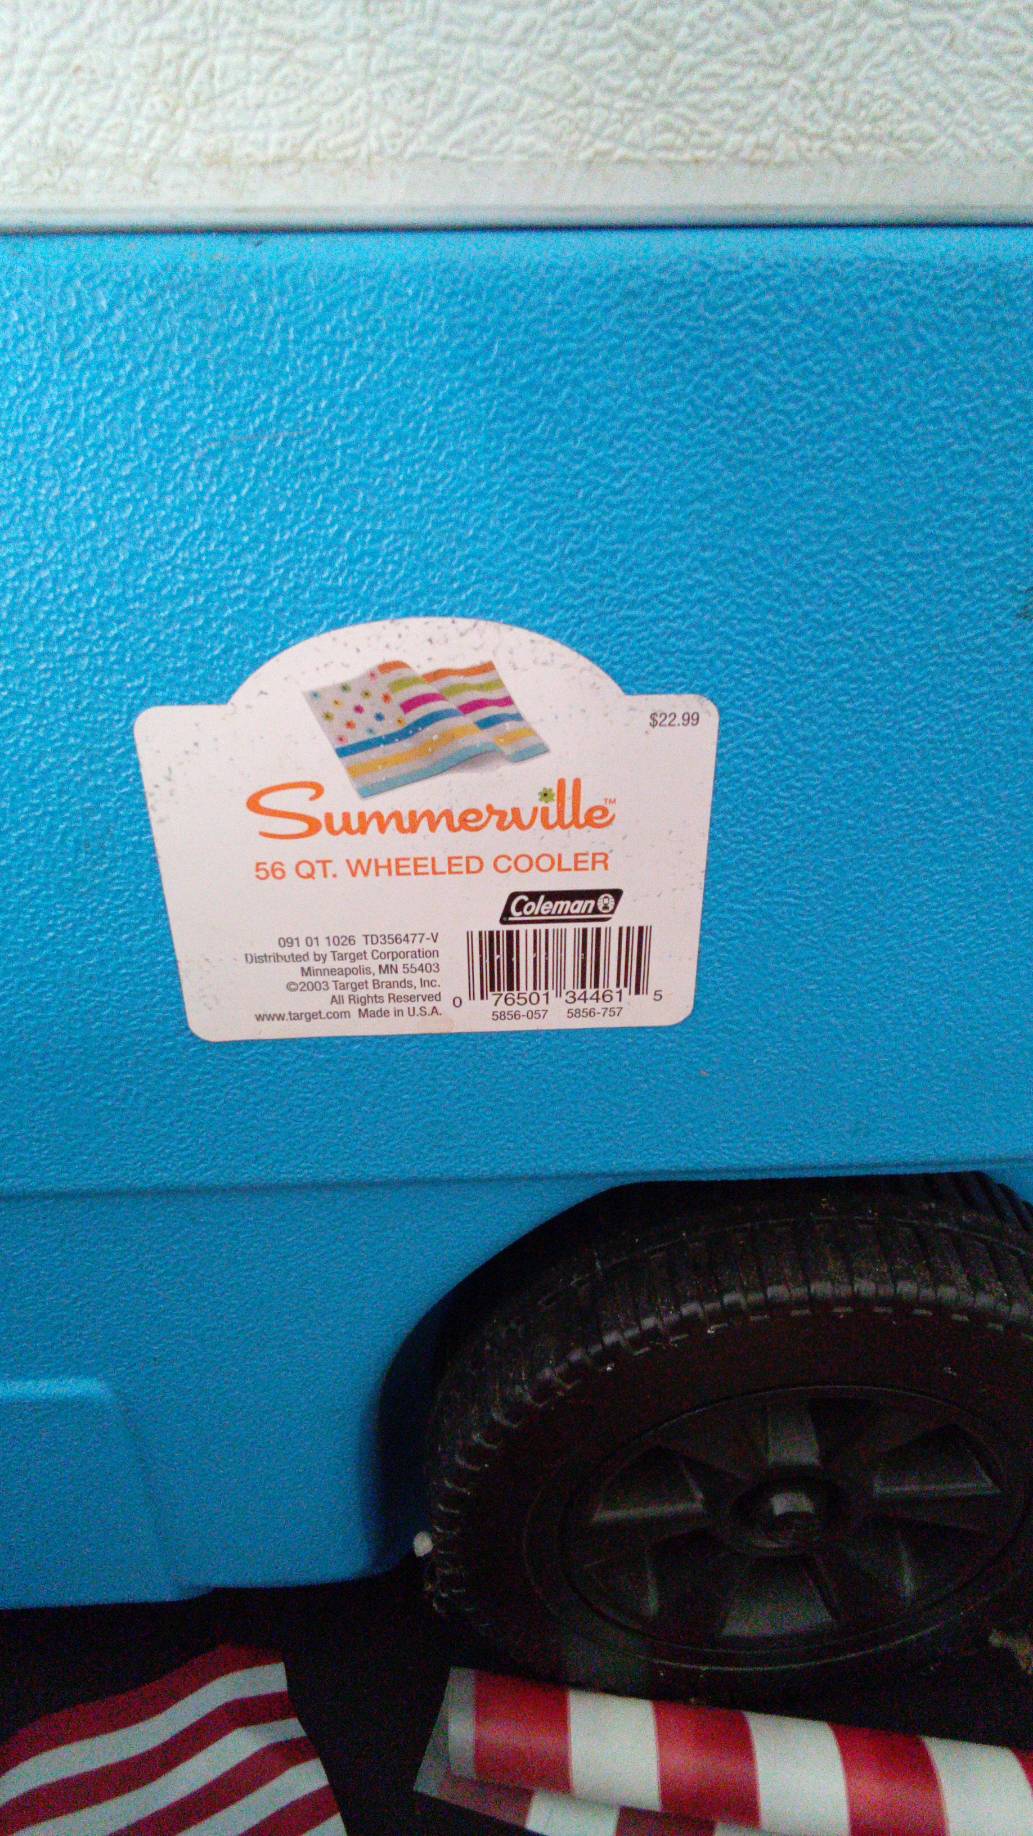 $22.99
Summerville™
56 QT. WHEELED COOLER
Coleman
091 01 1026 TD356477-V
Distributed by Target Corporation
Minneapolis, MN 55403
©2003 Target Brands, Inc.
All Rights Reserved
www.target.com Made in U.S.A.
0 76501 34461 5
5856-057 5856-757